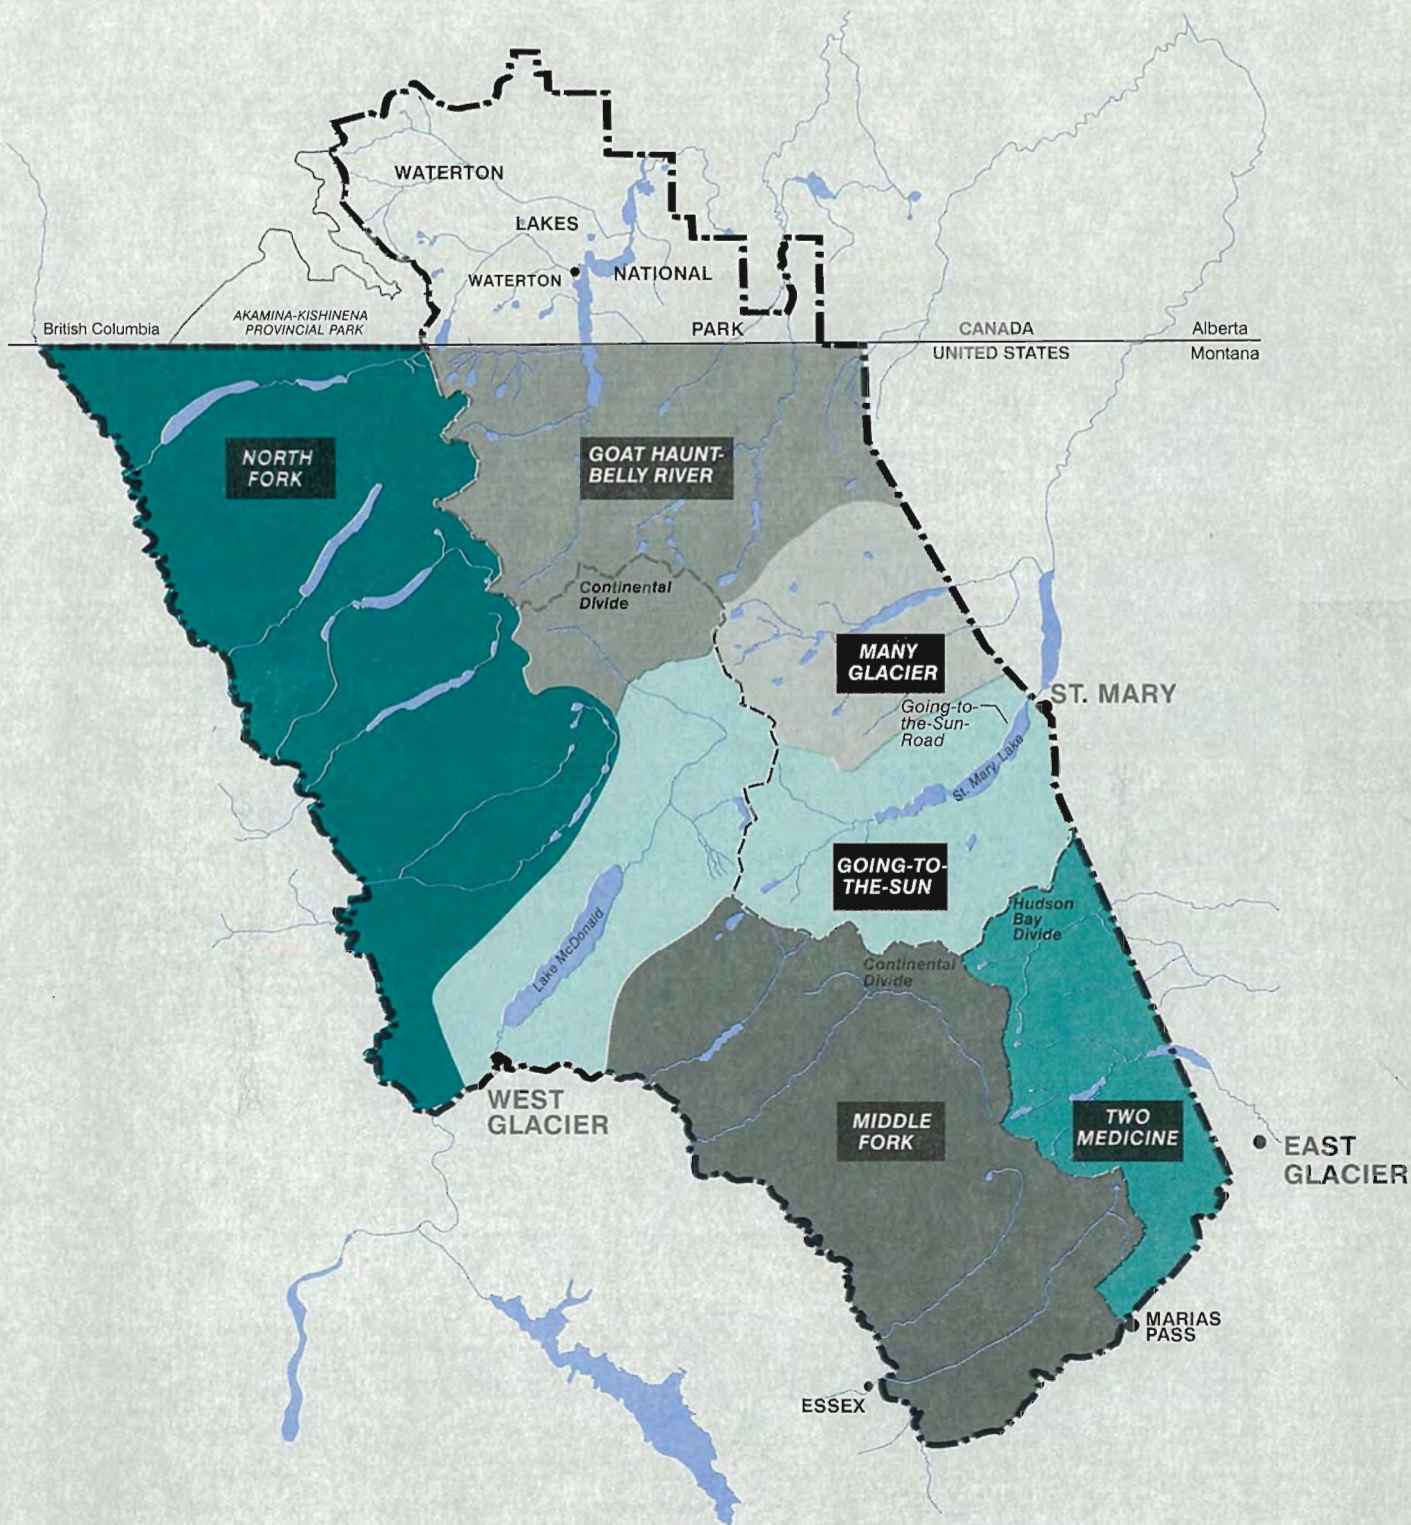 WATERTON
LAKES
WATERTON
NATIONAL
AKAMINA-KISHINENA
PROVINCIAL PARK
British Columbia
PARK
CANADA
Alberta
UNITED STATES
Montana
NORTH
FORK
GOAT HAUNT-
BELLY RIVER
Continental
Divide
MANY
GLACIER
ST. MARY
Going-to-
the-Sun-
Road
St. Mary Lake
GOING-TO-
THE-SUN
Hudson
Bay
Divide
Lake McDonald
Continental
Divide
WEST
GLACIER
MIDDLE
FORK
TWO
MEDICINE
EAST
GLACIER
MARIAS
PASS
ESSEX